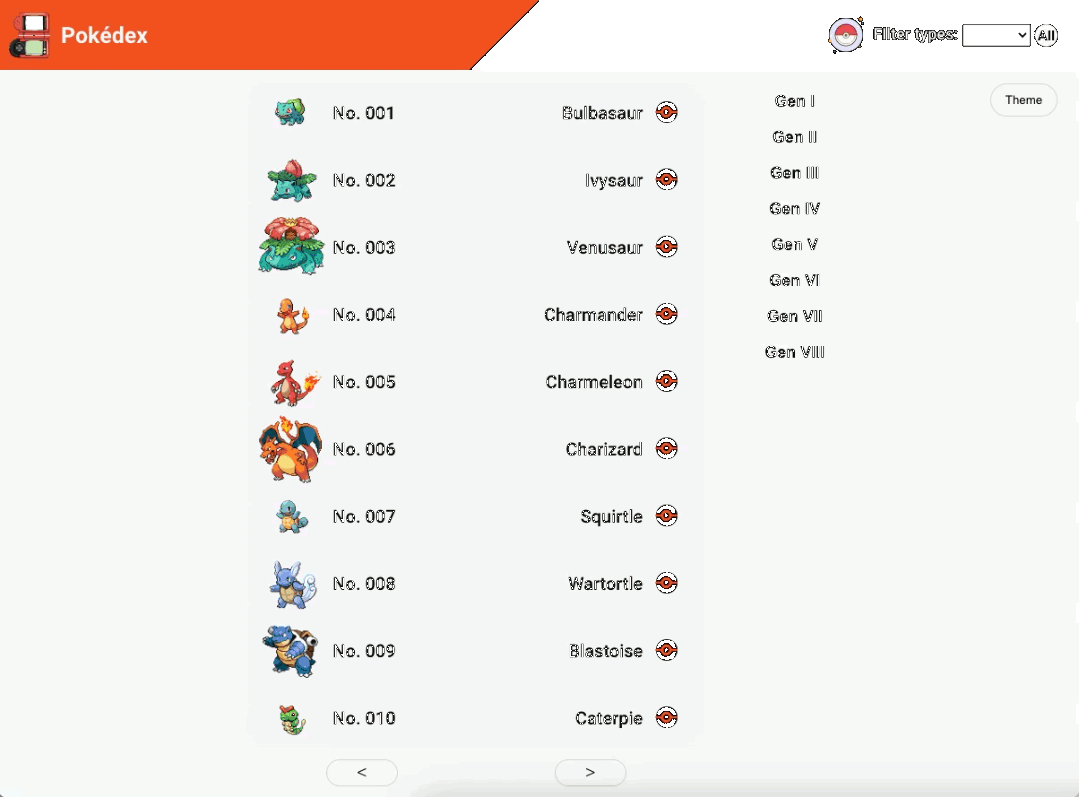 Pokédex
Filter types: All
Theme
No. 001 Bulbasaur
No. 002 Ivysaur
No. 003 Venusaur
No. 004 Charmander
No. 005 Charmeleon
No. 006 Charizard
No. 007 Squirtle
No. 008 Wartortle
No. 009 Blastoise
No. 010 Caterpie
Gen I
Gen II
Gen III
Gen IV
Gen V
Gen VI
Gen VII
Gen VIII
< >